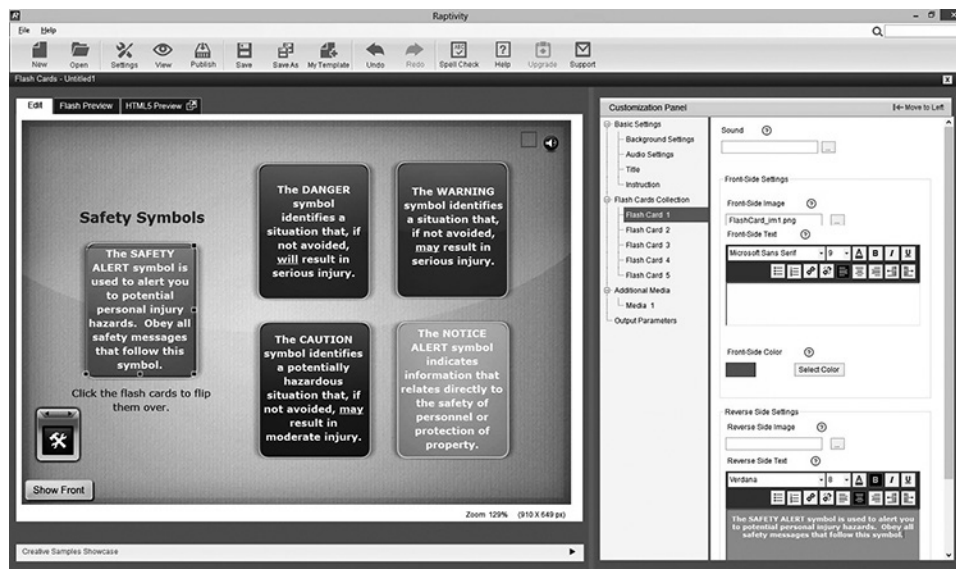 Raptivity
File Help
New Open Settings View Publish Save Save As My Template Undo Redo Spell Check Help Upgrade Support
Flash Cards - Untitled1
Edit Flash Preview HTML5 Preview
Safety Symbols
The SAFETY
ALERT symbol is
used to alert you
to potential
personal injury
hazards. Obey all
safety messages
that follow this
symbol.
Click the flash cards to flip
them over.
The DANGER
symbol
identifies a
situation that, if
not avoided,
will result in
serious injury.
The WARNING
symbol identifies
a situation that,
if not avoided,
may result in
serious injury.
The CAUTION
symbol identifies
a potentially
hazardous
situation that, if
not avoided, may
result in
moderate injury.
The NOTICE
ALERT symbol
indicates
information that
relates directly to
the safety of
personnel or
protection of
property.
Show Front
Zoom 129% (910 X 649 px)
Creative Samples Showcase
Customization Panel
Move to Left
Basic Settings
Background Settings
Audio Settings
Title
Instruction
Flash Cards Collection
Flash Card 1
Flash Card 2
Flash Card 3
Flash Card 4
Flash Card 5
Additional Media
Media 1
Output Parameters
Sound ?
...
Front-Side Settings
Front-Side Image ?
FlashCard_im1.png ...
Front-Side Text ?
Microsoft Sans Serif 9 A B I U
Front-Side Color ?
Select Color
Reverse Side Settings
Reverse Side Image ?
...
Reverse Side Text ?
Verdana 8 A B I U
The SAFETY ALERT symbol is used to alert you
to potential personal injury hazards. Obey all
safety messages that follow this symbol.